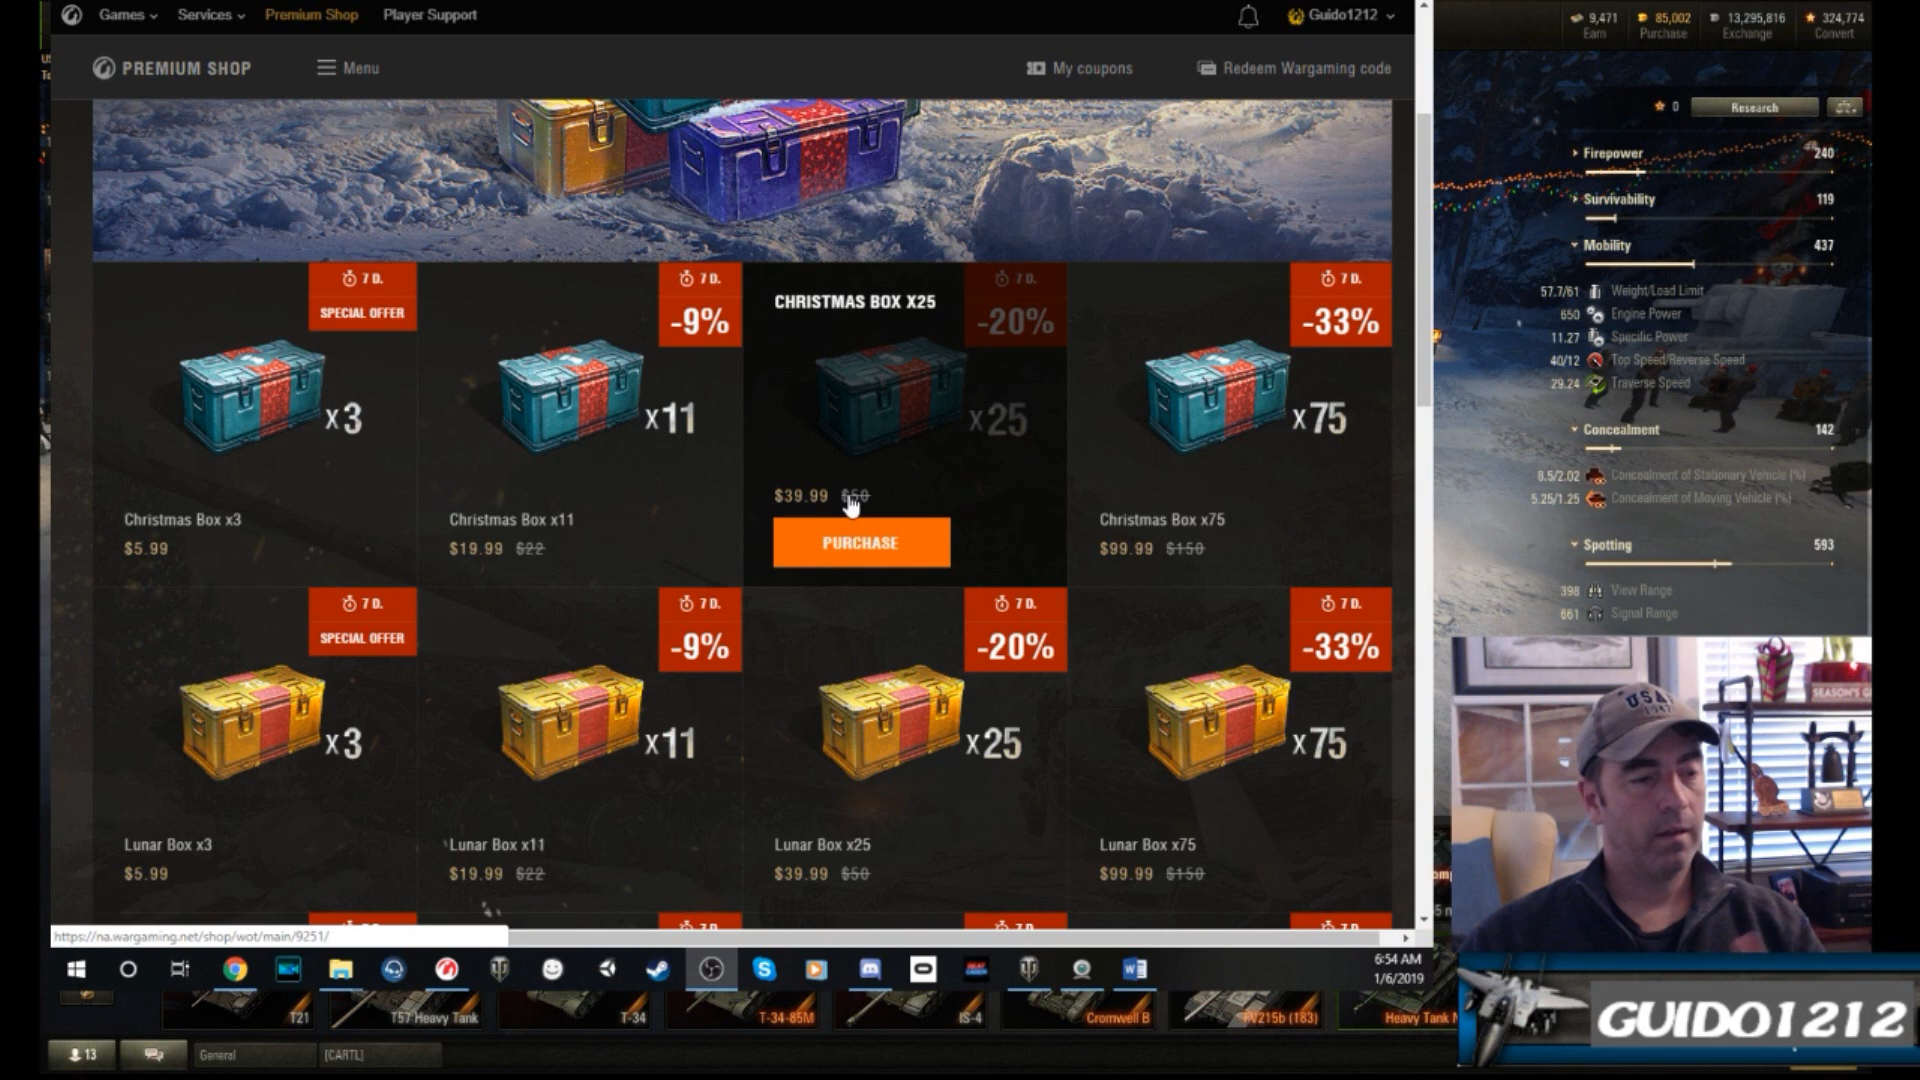 Games
Services
Premium Shop
Player Support
Guido1212
PREMIUM SHOP
Menu
My coupons
Redeem Wargaming code
7 D.
SPECIAL OFFER
x3
Christmas Box x3
$5.99
7 D.
-9%
x11
Christmas Box x11
$19.99 $22
CHRISTMAS BOX X25
7 D.
-20%
x25
$39.99 $50
PURCHASE
7 D.
-33%
x75
Christmas Box x75
$99.99 $150
7 D.
SPECIAL OFFER
x3
Lunar Box x3
$5.99
7 D.
-9%
x11
Lunar Box x11
$19.99 $22
7 D.
-20%
x25
Lunar Box x25
$39.99 $50
7 D.
-33%
x75
Lunar Box x75
$99.99 $150
https://na.wargaming.net/shop/wot/main/9251/
6:54 AM
1/6/2019
T21
T57 Heavy Tank
T-34
T-34-85M
IS-4
Cromwell B
FV215b (183)
Heavy Tank
13
General
[CARTL]
9,471
Earn
85,002
Purchase
13,295,816
Exchange
324,774
Convert
0
Research
Firepower 240
Survivability 119
Mobility 437
57.7/61 Weight/Load Limit
650 Engine Power
11.27 Specific Power
40/12 Top Speed/Reverse Speed
29.24 Traverse Speed
Concealment 142
8.5/2.02 Concealment of Stationary Vehicle (%)
5.25/1.25 Concealment of Moving Vehicle (%)
Spotting 593
398 View Range
661 Signal Range
SEASON'S
1947
GUIDO1212